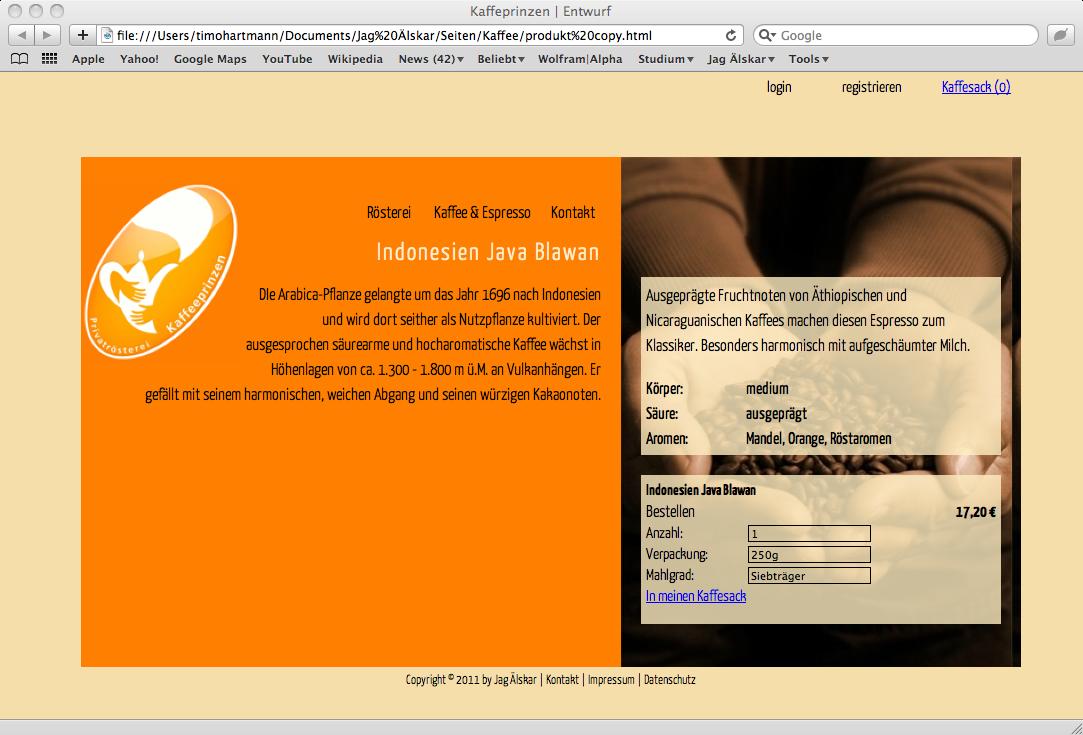 Kaffeprinzen | Entwurf
file:///Users/timohartmann/Documents/Jag%20Älskar/Seiten/Kaffee/produkt%20copy.html
Google
Apple Yahoo! Google Maps YouTube Wikipedia News (42) Beliebt Wolfram|Alpha Studium Jag Älskar Tools
login registrieren Kaffesack (0)
Privatrösterei Kaffeeprinzen
Rösterei Kaffee & Espresso Kontakt
Indonesien Java Blawan
DIe Arabica-Pflanze gelangte um das Jahr 1696 nach Indonesien
und wird dort seither als Nutzpflanze kultiviert. Der
ausgesprochen säurearme und hocharomatische Kaffee wächst in
Höhenlagen von ca. 1.300 - 1.800 m ü.M. an Vulkanhängen. Er
gefällt mit seinem harmonischen, weichen Abgang und seinen würzigen Kakaonoten.
Ausgeprägte Fruchtnoten von Äthiopischen und
Nicaraguanischen Kaffees machen diesen Espresso zum
Klassiker. Besonders harmonisch mit aufgeschäumter Milch.
Körper: medium
Säure: ausgeprägt
Aromen: Mandel, Orange, Röstaromen
Indonesien Java Blawan
Bestellen 17,20 €
Anzahl: 1
Verpackung: 250g
Mahlgrad: Siebträger
In meinen Kaffesack
Copyright © 2011 by Jag Älskar | Kontakt | Impressum | Datenschutz